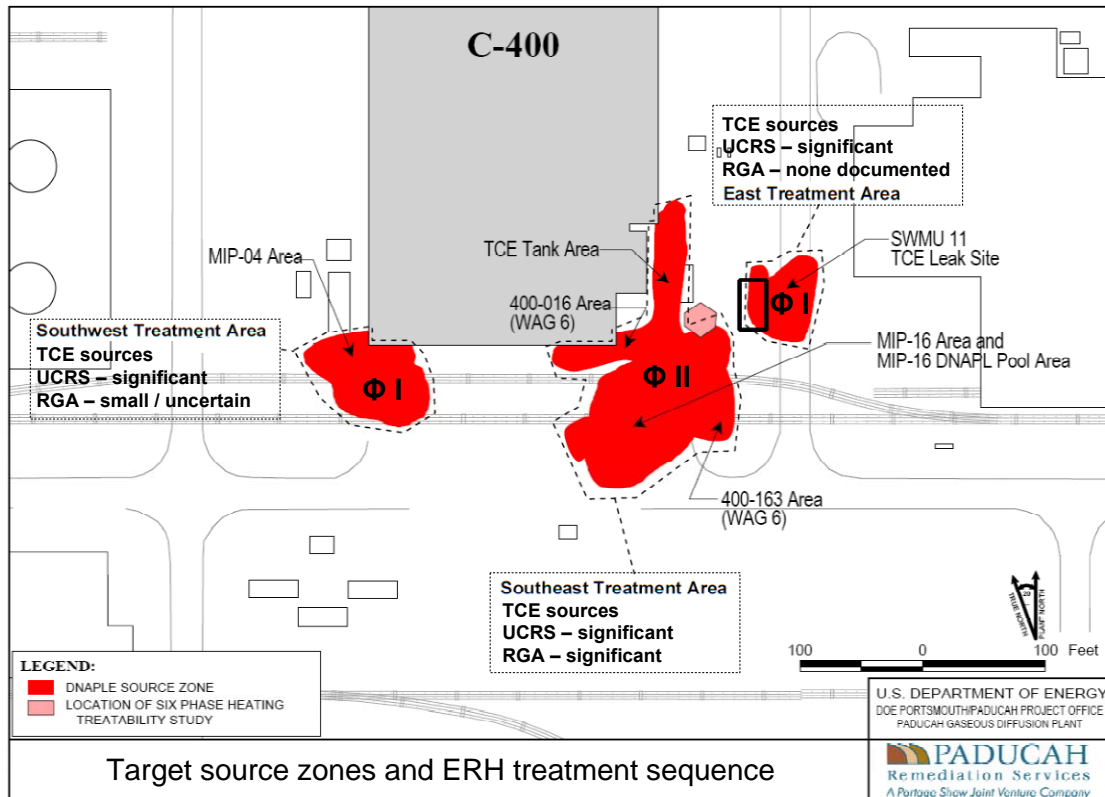 C-400
TCE sources
UCRS – significant
RGA – none documented
East Treatment Area
MIP-04 Area
TCE Tank Area
SWMU 11
TCE Leak Site
400-016 Area
(WAG 6)
Φ I
MIP-16 Area and
MIP-16 DNAPL Pool Area
Southwest Treatment Area
TCE sources
UCRS – significant
RGA – small / uncertain
Φ I
Φ II
400-163 Area
(WAG 6)
Southeast Treatment Area
TCE sources
UCRS – significant
RGA – significant
20
TRUE NORTH
PLANT NORTH
100 0 100 Feet
LEGEND:
DNAPLE SOURCE ZONE
LOCATION OF SIX PHASE HEATING
TREATABILITY STUDY
U.S. DEPARTMENT OF ENERGY
DOE PORTSMOUTH/PADUCAH PROJECT OFFICE
PADUCAH GASEOUS DIFFUSION PLANT
Target source zones and ERH treatment sequence
PADUCAH
Remediation Services
A Portage Shaw Joint Venture Company